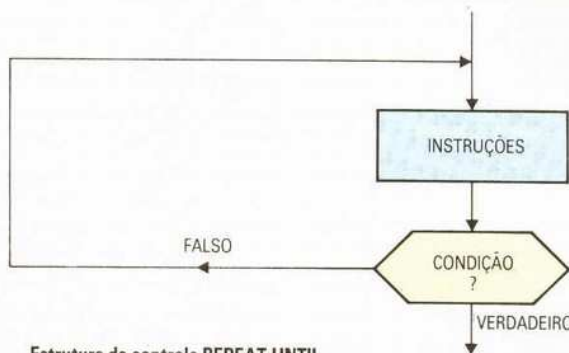 INSTRUÇÕES
FALSO
CONDIÇÃO
?
VERDADEIRO
Estrutura de controle REPEAT-UNTIL